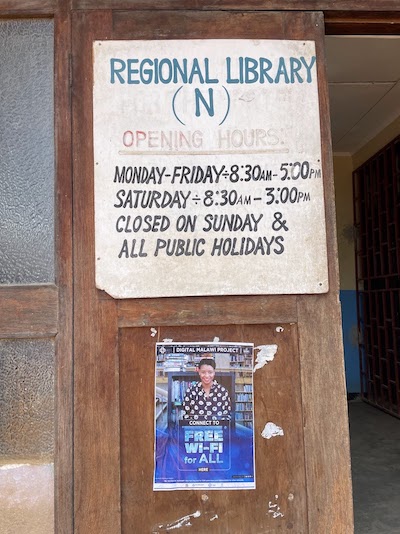 REGIONAL LIBRARY
(N)
OPENING HOURS:
MONDAY-FRIDAY÷8:30AM-5:00PM
SATURDAY÷8:30AM-3:00PM
CLOSED ON SUNDAY &
ALL PUBLIC HOLIDAYS
DIGITAL MALAWI PROJECT
CONNECT TO
FREE
WI-FI
for ALL
HERE